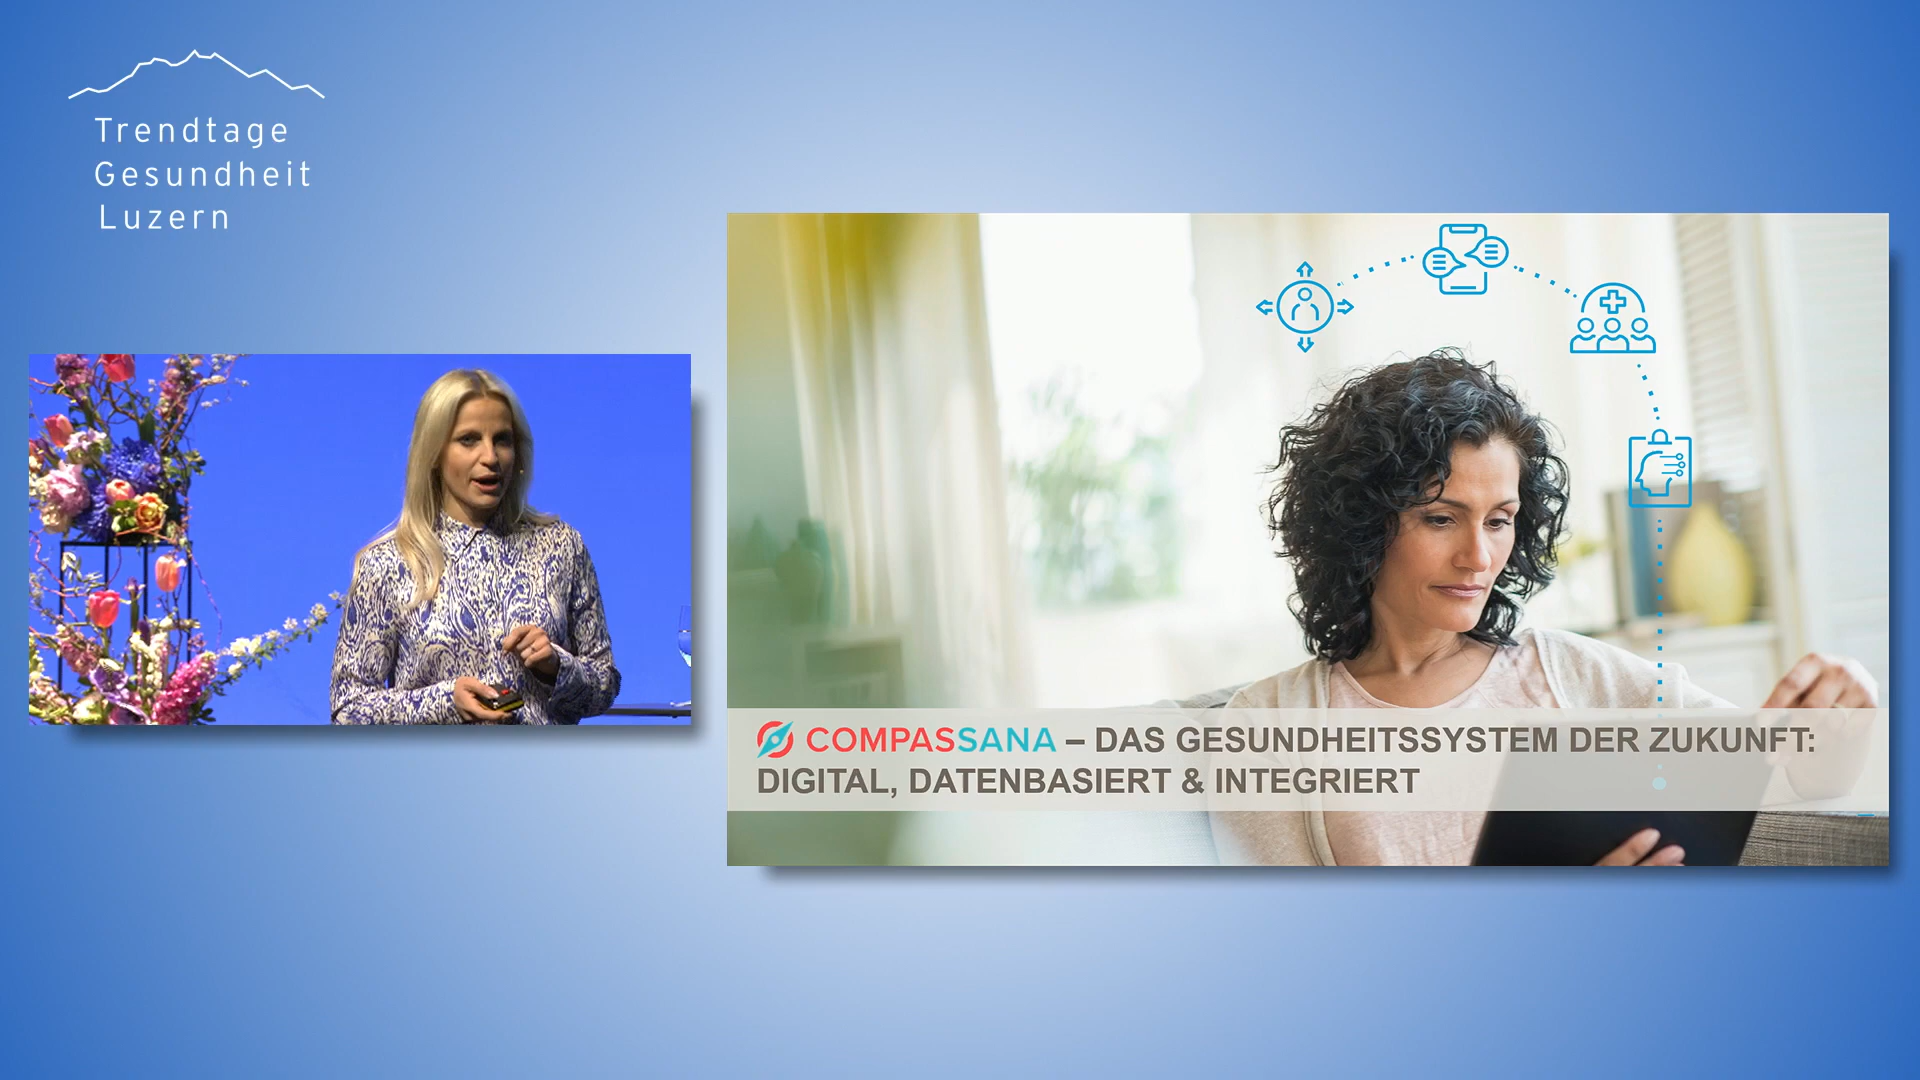 Trendtage
Gesundheit
Luzern
COMPASSANA – DAS GESUNDHEITSSYSTEM DER ZUKUNFT:
DIGITAL, DATENBASIERT & INTEGRIERT